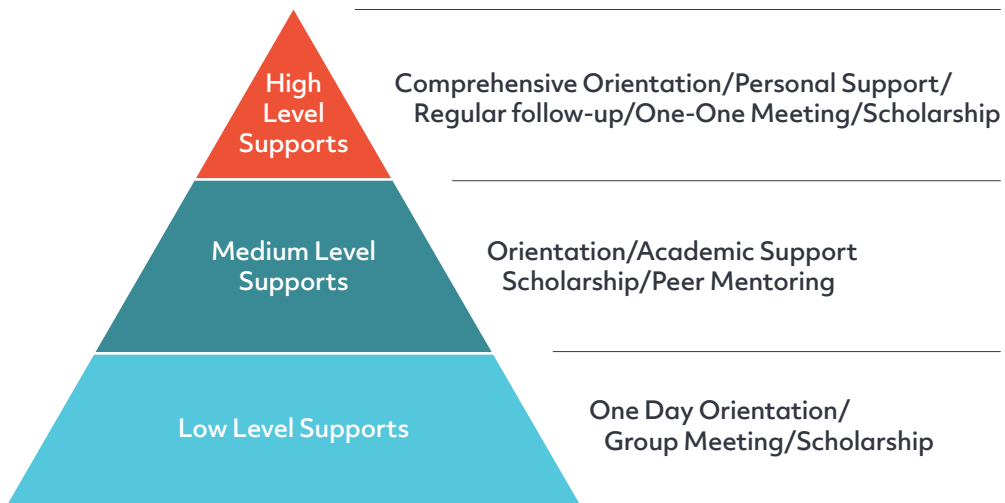 High
Level
Supports
Comprehensive Orientation/Personal Support/
Regular follow-up/One-One Meeting/Scholarship
Medium Level
Supports
Orientation/Academic Support
Scholarship/Peer Mentoring
Low Level Supports
One Day Orientation/
Group Meeting/Scholarship